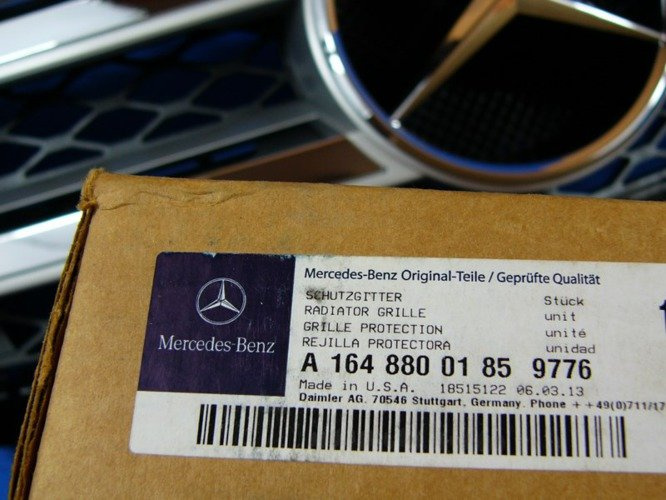 Mercedes-Benz Original-Teile / Geprüfte Qualität
SCHUTZGITTER Stück
RADIATOR GRILLE unit
GRILLE PROTECTION unité
REJILLA PROTECTORA unidad
Mercedes-Benz
A 164 880 01 85 9776
Made in U.S.A. 18515122 06.03.13
Daimler AG. 70546 Stuttgart, Germany. Phone ++49(0)711/17